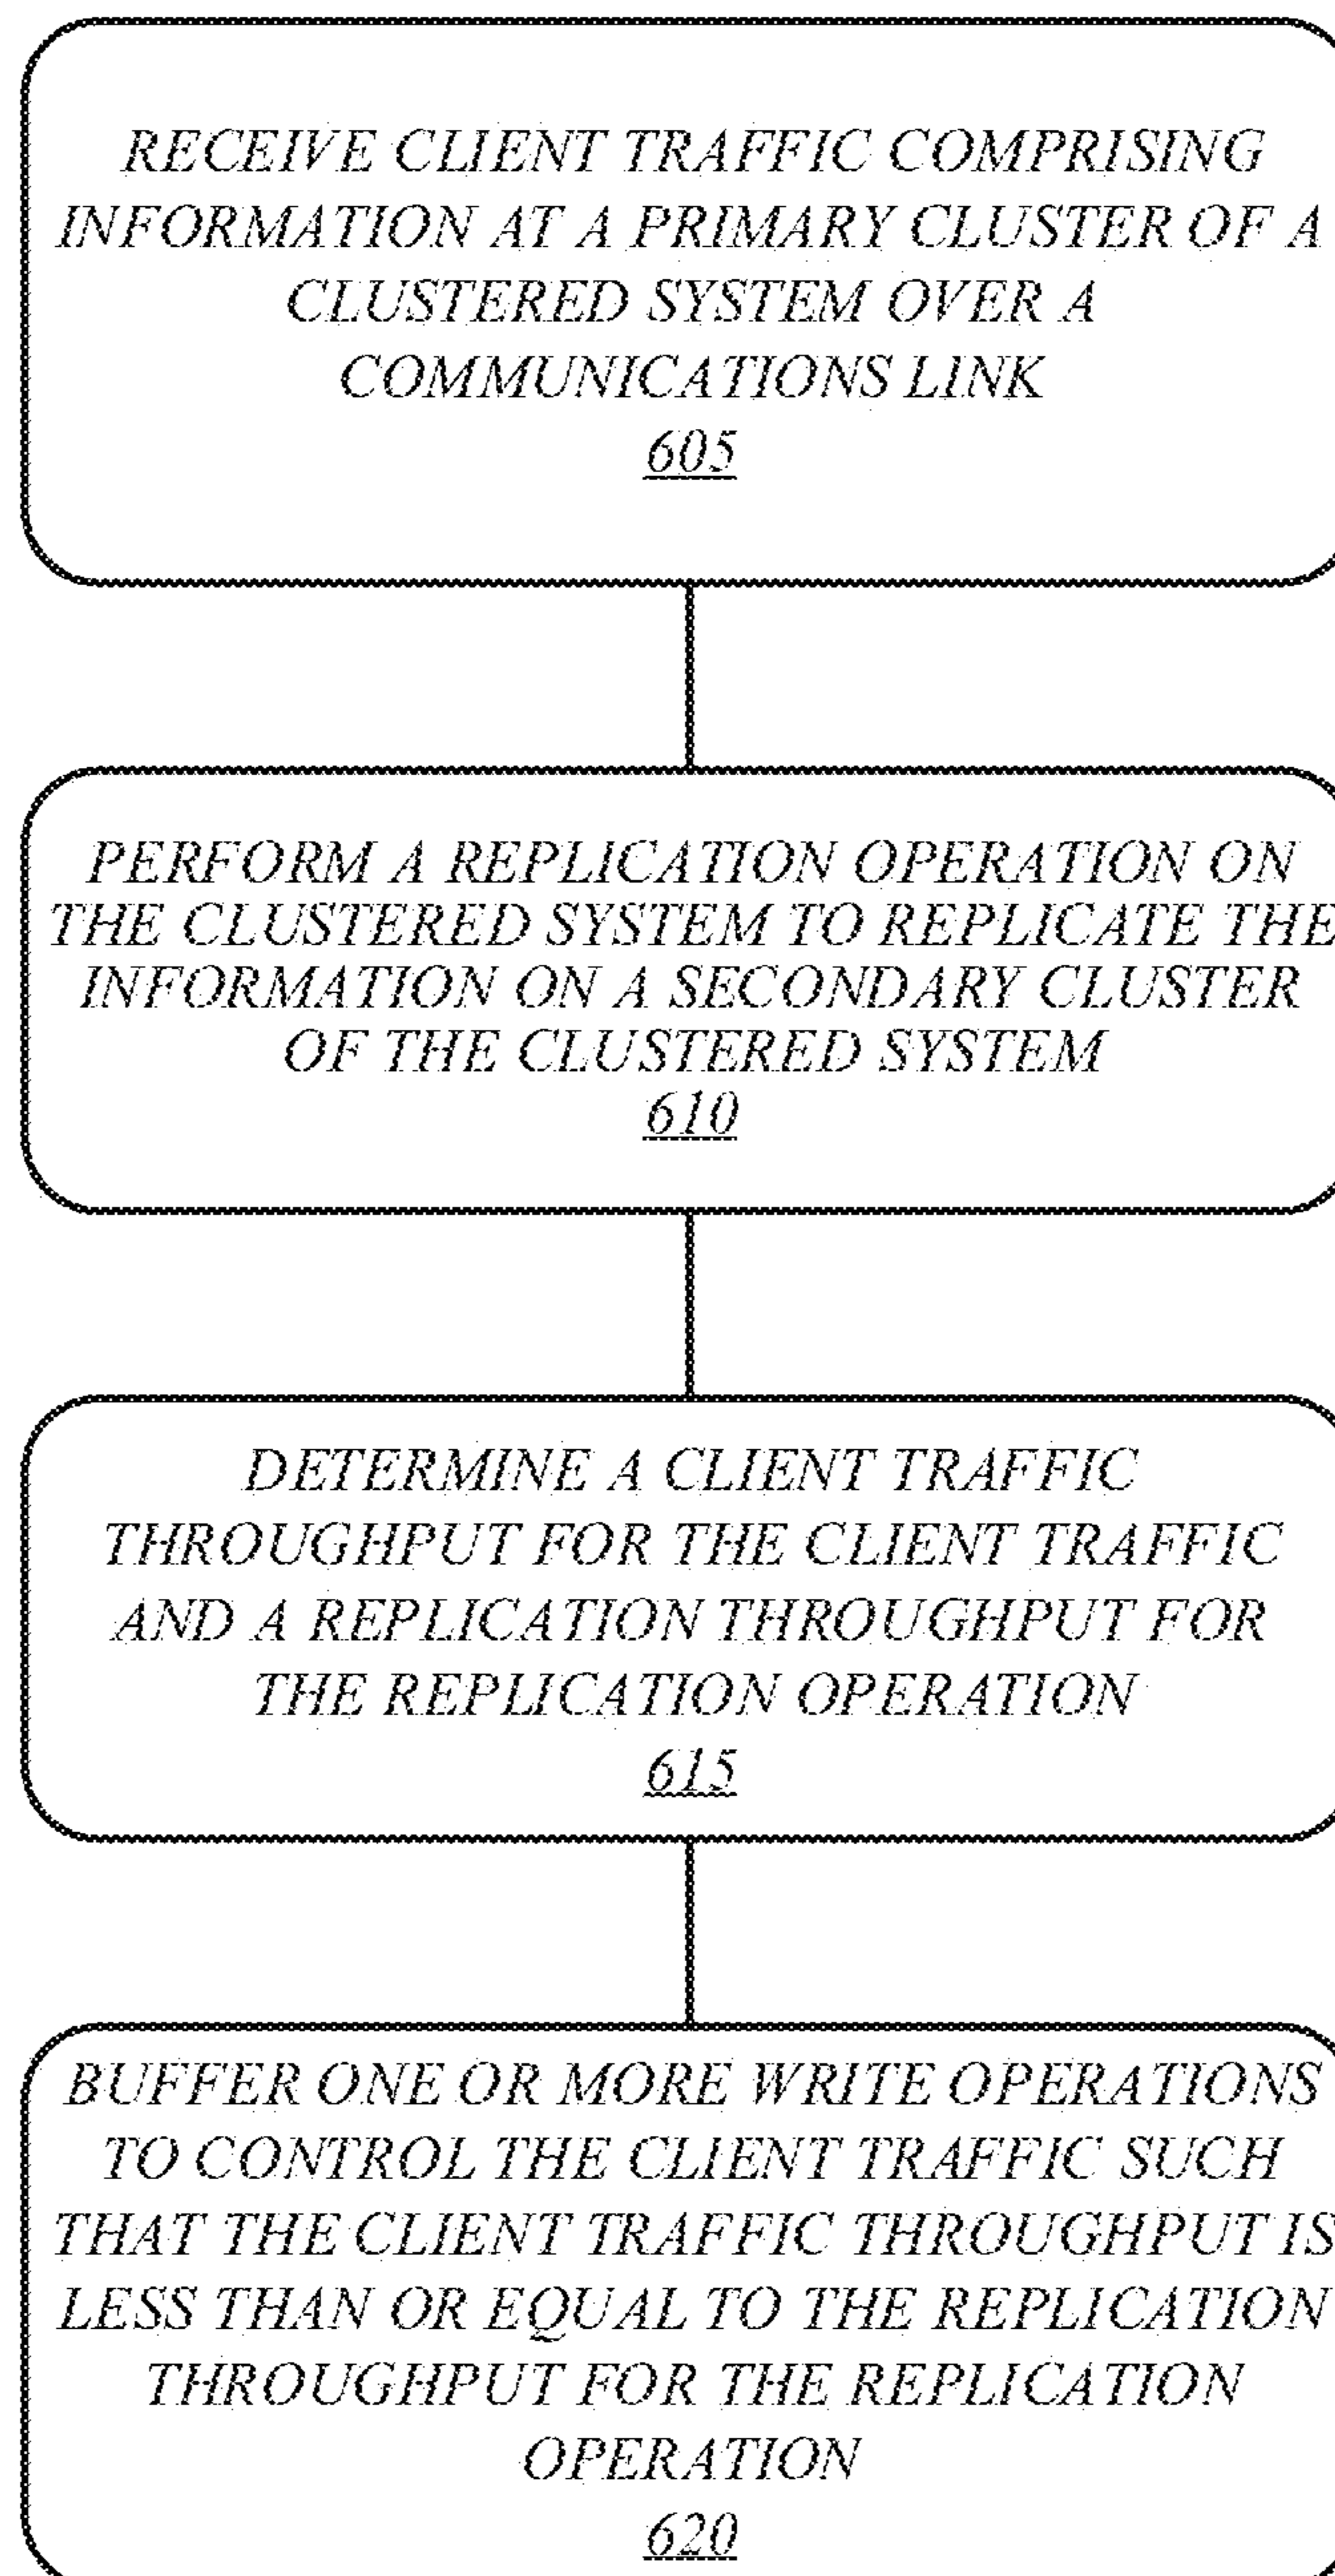 RECEIVE CLIENT TRAFFIC COMPRISING
INFORMATION AT A PRIMARY CLUSTER OF A
CLUSTERED SYSTEM OVER A
COMMUNICATIONS LINK
605
PERFORM A REPLICATION OPERATION ON
THE CLUSTERED SYSTEM TO REPLICATE THE
INFORMATION ON A SECONDARY CLUSTER
OF THE CLUSTERED SYSTEM
610
DETERMINE A CLIENT TRAFFIC
THROUGHPUT FOR THE CLIENT TRAFFIC
AND A REPLICATION THROUGHPUT FOR
THE REPLICATION OPERATION
615
BUFFER ONE OR MORE WRITE OPERATIONS
TO CONTROL THE CLIENT TRAFFIC SUCH
THAT THE CLIENT TRAFFIC THROUGHPUT IS
LESS THAN OR EQUAL TO THE REPLICATION
THROUGHPUT FOR THE REPLICATION
OPERATION
620